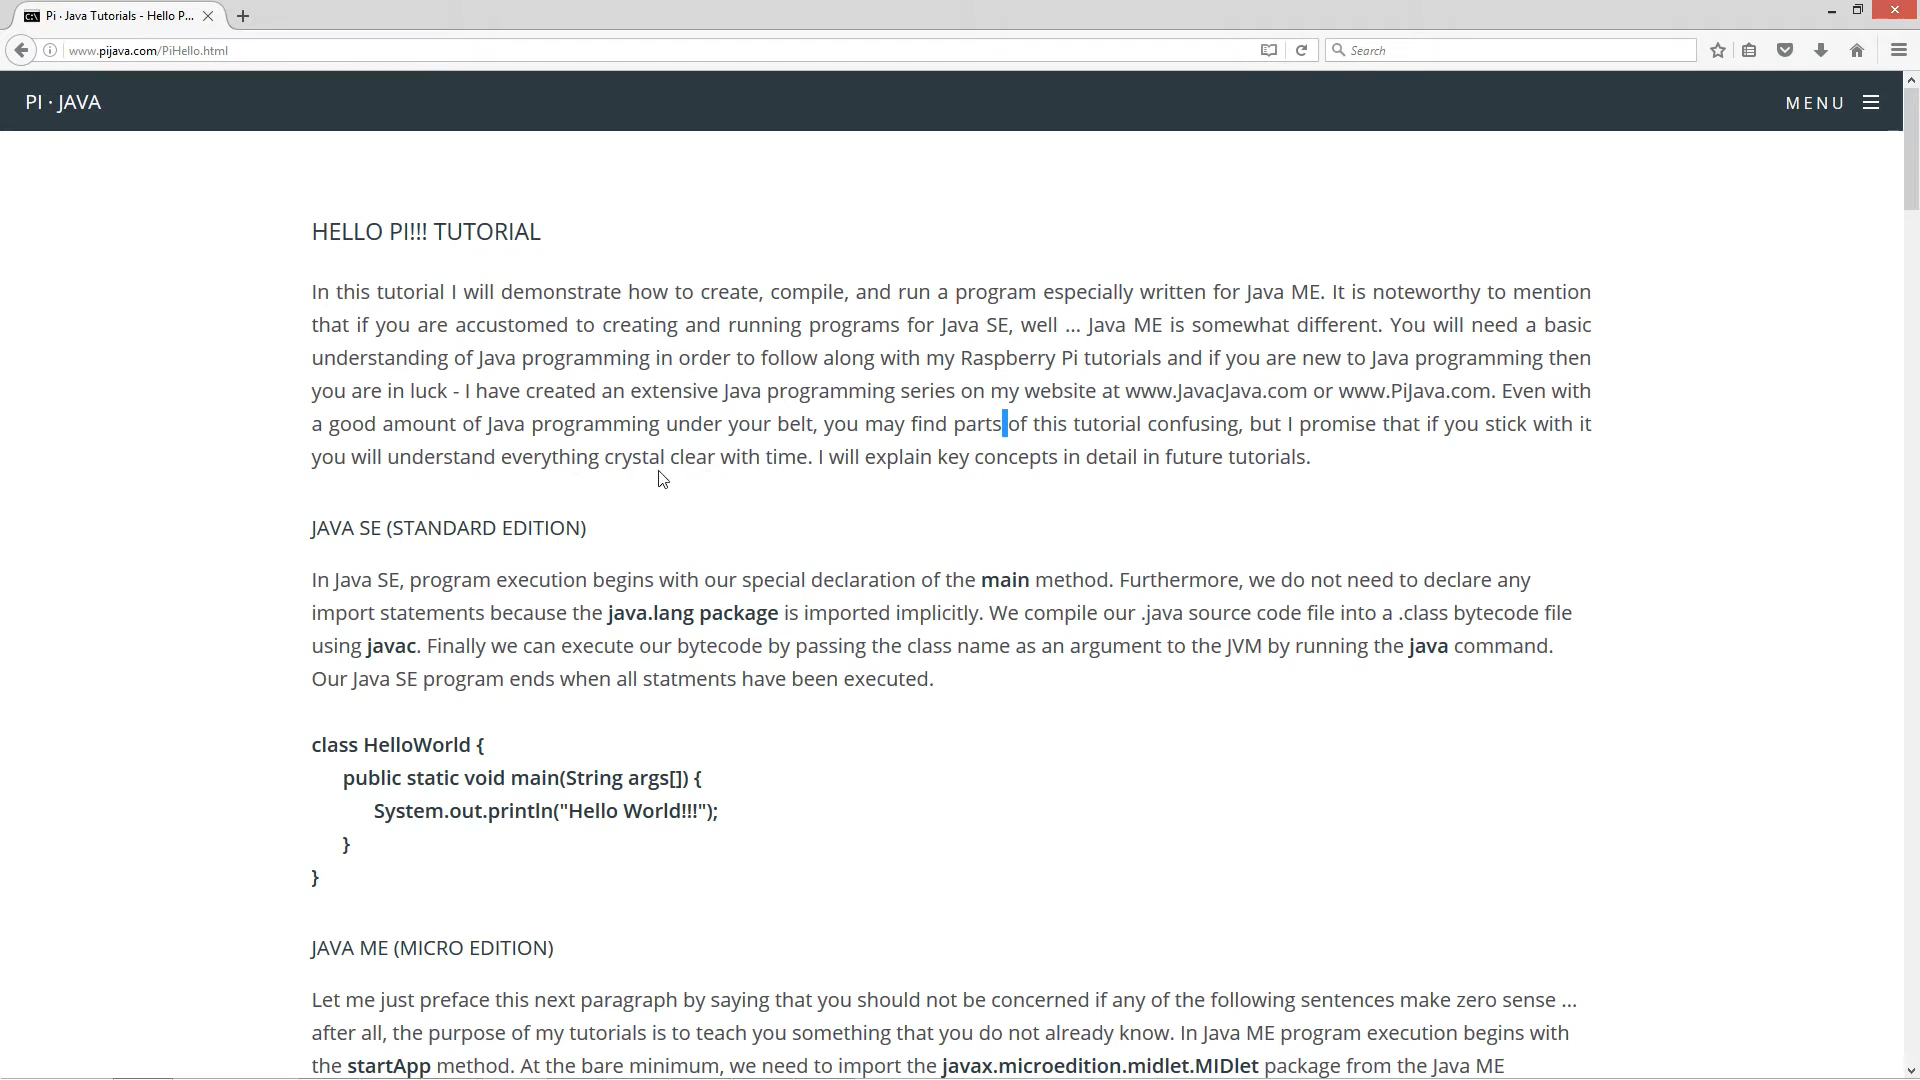 Pi · Java Tutorials - Hello P...
www.pijava.com/PiHello.html
Search
PI · JAVA
MENU
HELLO PI!!! TUTORIAL
In this tutorial I will demonstrate how to create, compile, and run a program especially written for Java ME. It is noteworthy to mention
that if you are accustomed to creating and running programs for Java SE, well ... Java ME is somewhat different. You will need a basic
understanding of Java programming in order to follow along with my Raspberry Pi tutorials and if you are new to Java programming then
you are in luck - I have created an extensive Java programming series on my website at www.JavacJava.com or www.PiJava.com. Even with
a good amount of Java programming under your belt, you may find parts of this tutorial confusing, but I promise that if you stick with it
you will understand everything crystal clear with time. I will explain key concepts in detail in future tutorials.
JAVA SE (STANDARD EDITION)
In Java SE, program execution begins with our special declaration of the main method. Furthermore, we do not need to declare any
import statements because the java.lang package is imported implicitly. We compile our .java source code file into a .class bytecode file
using javac. Finally we can execute our bytecode by passing the class name as an argument to the JVM by running the java command.
Our Java SE program ends when all statments have been executed.
class HelloWorld {
public static void main(String args[]) {
System.out.println("Hello World!!!");
}
}
JAVA ME (MICRO EDITION)
Let me just preface this next paragraph by saying that you should not be concerned if any of the following sentences make zero sense ...
after all, the purpose of my tutorials is to teach you something that you do not already know. In Java ME program execution begins with
the startApp method. At the bare minimum, we need to import the javax.microedition.midlet.MIDlet package from the Java ME